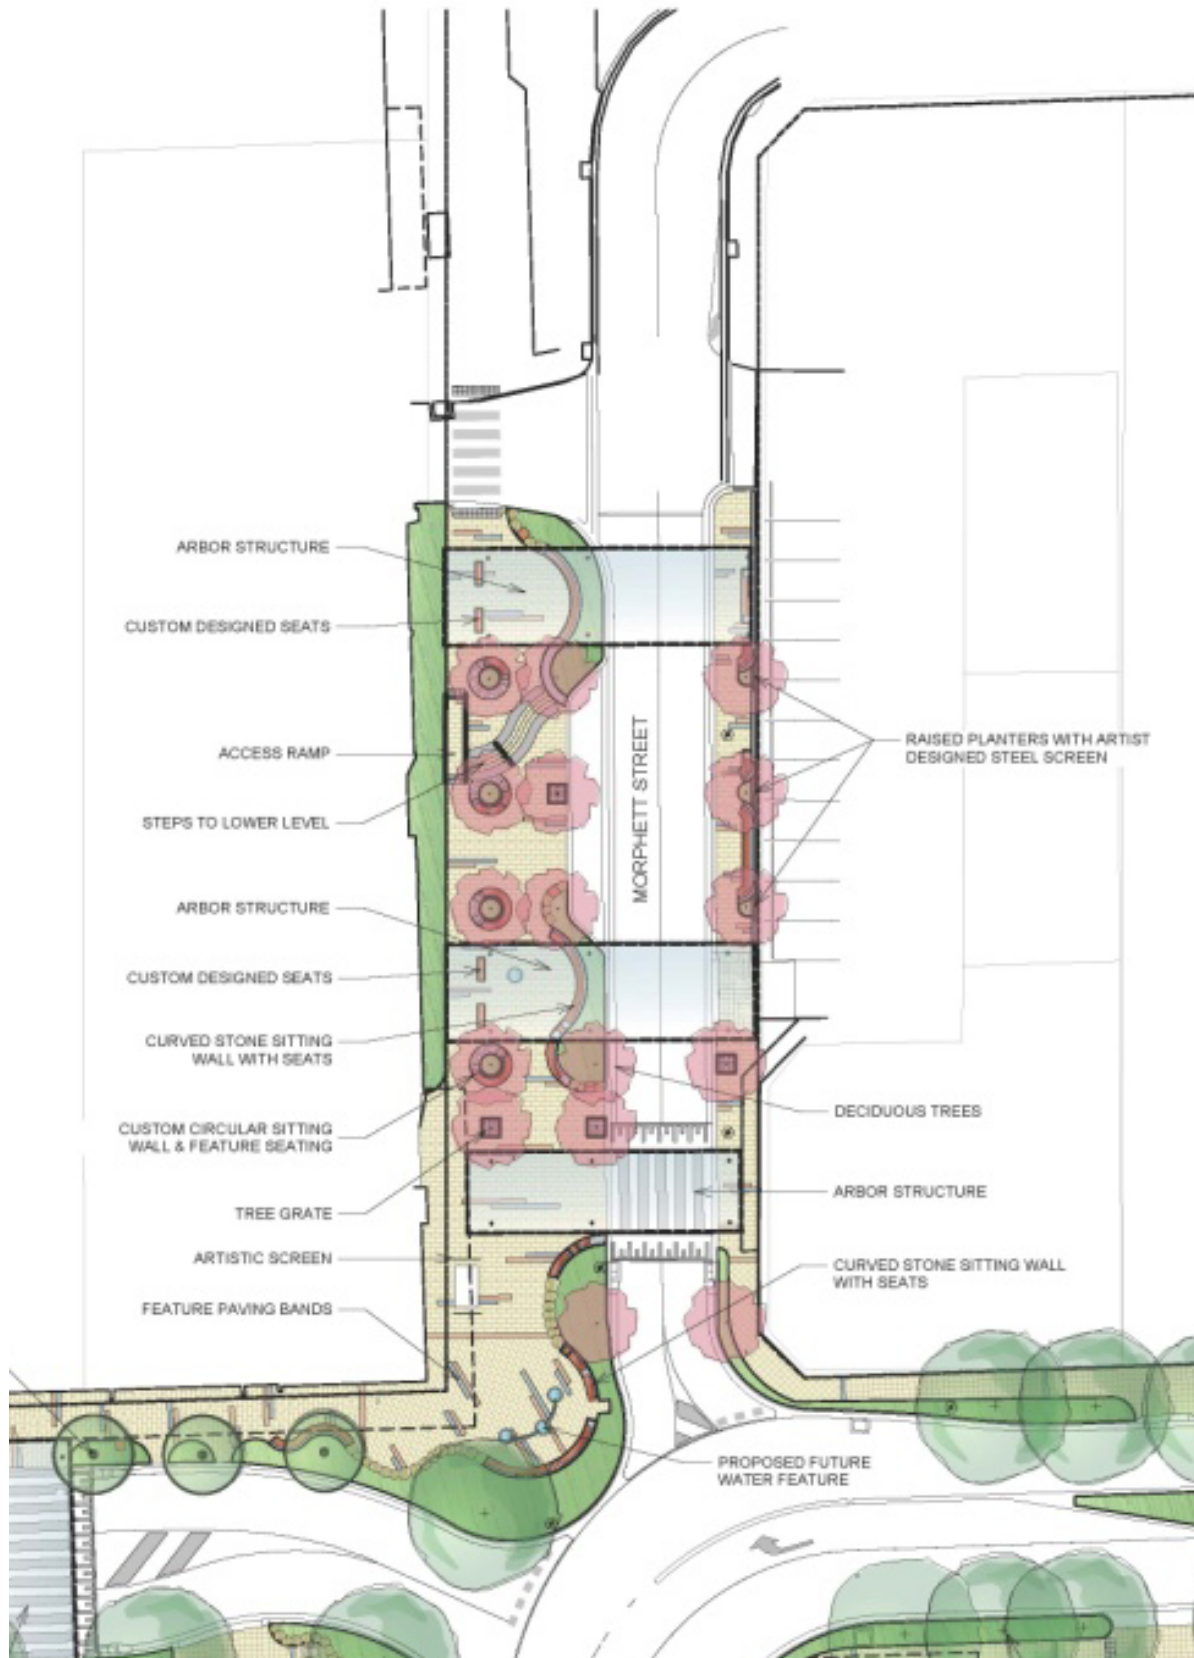 ARBOR STRUCTURE
CUSTOM DESIGNED SEATS
ACCESS RAMP
STEPS TO LOWER LEVEL
ARBOR STRUCTURE
CUSTOM DESIGNED SEATS
CURVED STONE SITTING
WALL WITH SEATS
CUSTOM CIRCULAR SITTING
WALL & FEATURE SEATING
TREE GRATE
ARTISTIC SCREEN
FEATURE PAVING BANDS
MORPHETT STREET
RAISED PLANTERS WITH ARTIST
DESIGNED STEEL SCREEN
DECIDUOUS TREES
ARBOR STRUCTURE
CURVED STONE SITTING WALL
WITH SEATS
PROPOSED FUTURE
WATER FEATURE